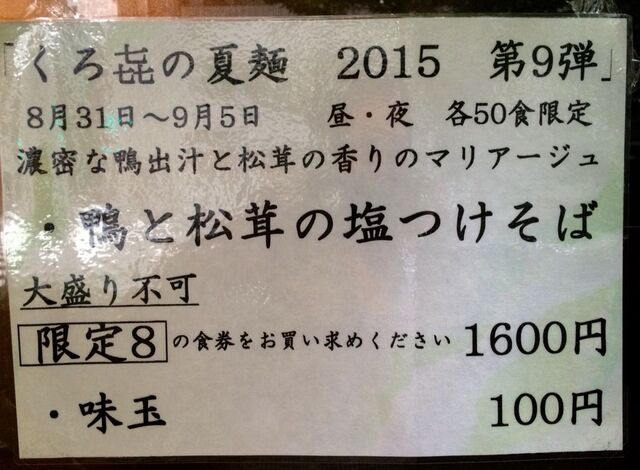 「くろ㐂の夏麺 2015 第9弾」
8月31日～9月5日 昼・夜 各50食限定
濃密な鴨出汁と松茸の香りのマリアージュ
・鴨と松茸の塩つけそば
大盛り不可
限定8の食券をお買い求めください 1600円
・味玉 100円